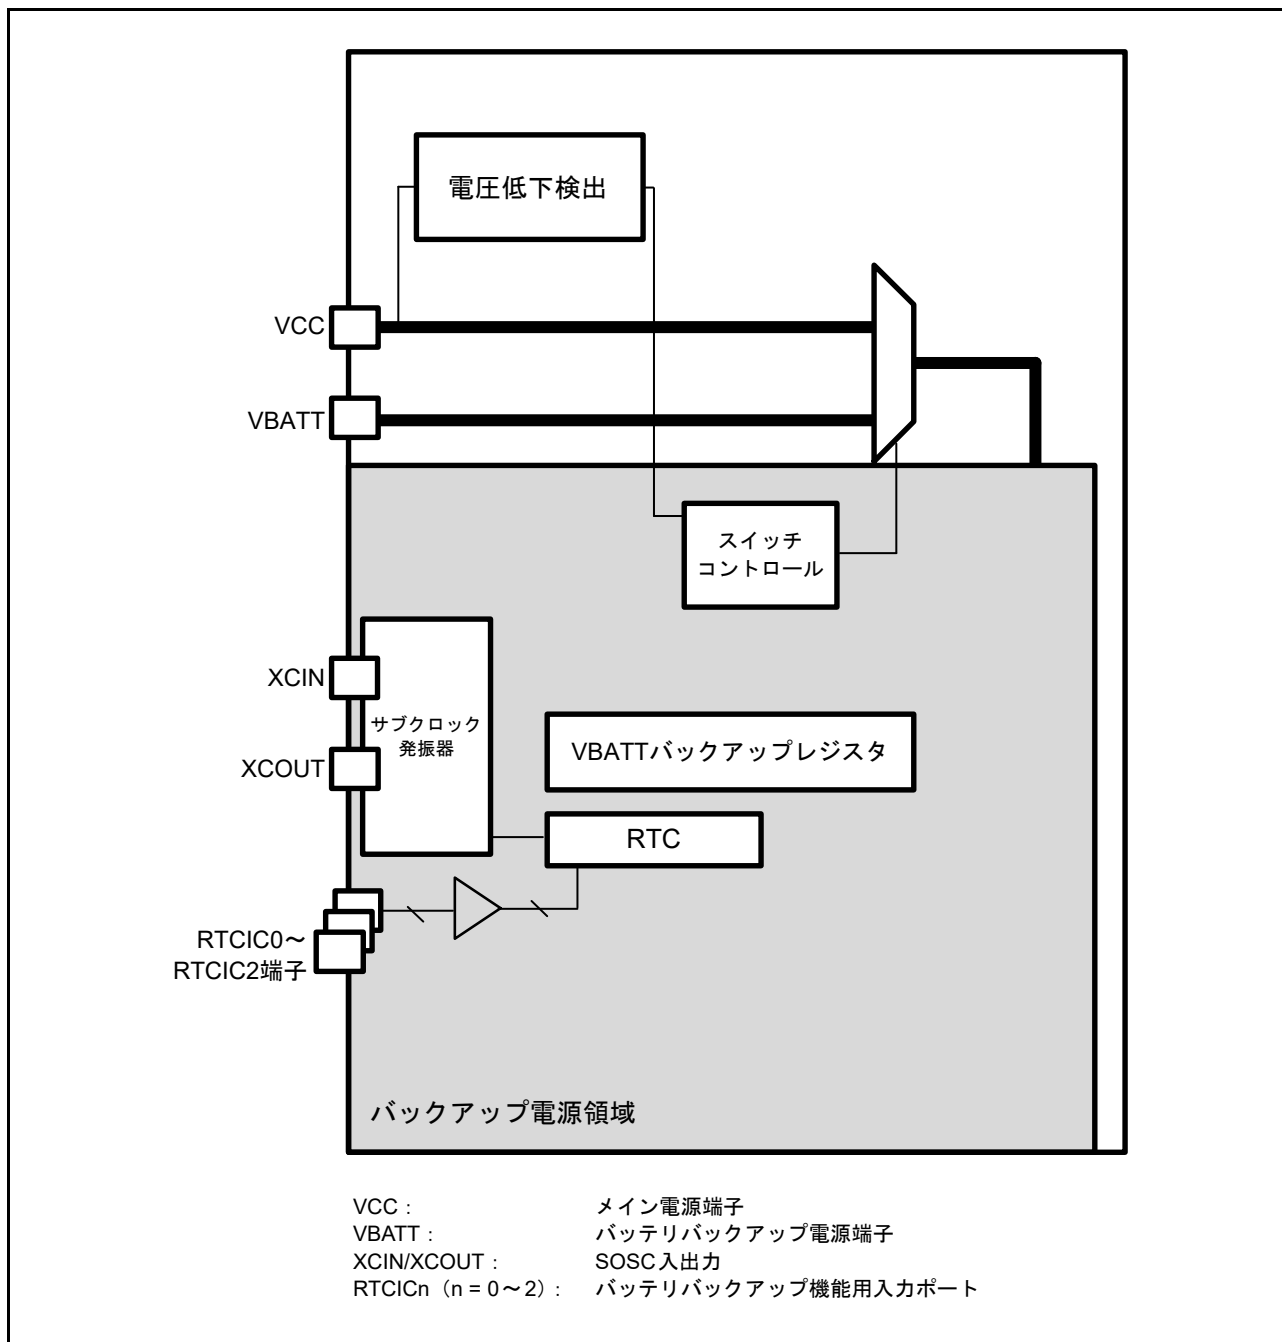 電圧低下検出
VCC
VBATT
スイッチ
コントロール
XCIN
サブクロック
発振器
XCOUT
VBATTバックアップレジスタ
RTC
RTCIC0～
RTCIC2端子
バックアップ電源領域
VCC： メイン電源端子
VBATT： バッテリバックアップ電源端子
XCIN/XCOUT： SOSC入出力
RTCICn（n = 0～2）： バッテリバックアップ機能用入力ポート